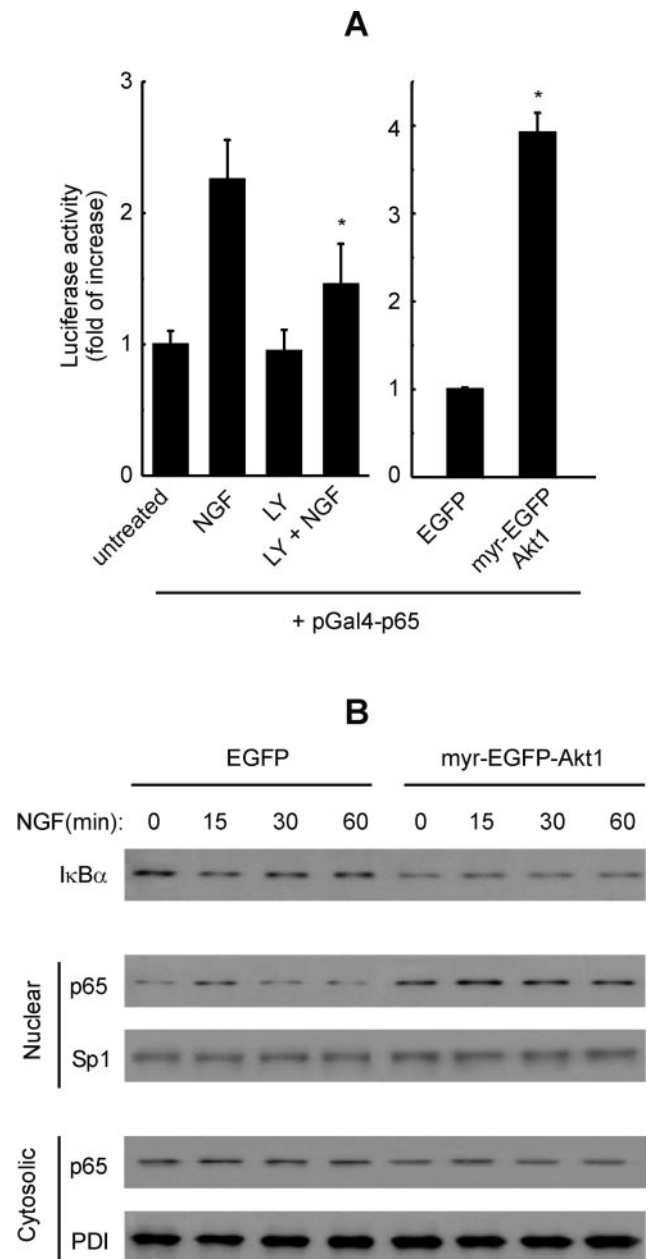 A
Luciferase activity
(fold of increase)
3
2
1
0
*
untreated
NGF
LY
LY + NGF
4
3
2
1
0
*
EGFP
myr-EGFP
Akt1
+ pGal4-p65
B
EGFP myr-EGFP-Akt1
NGF(min): 0 15 30 60 0 15 30 60
IκBα
Nuclear
p65
Sp1
Cytosolic
p65
PDI